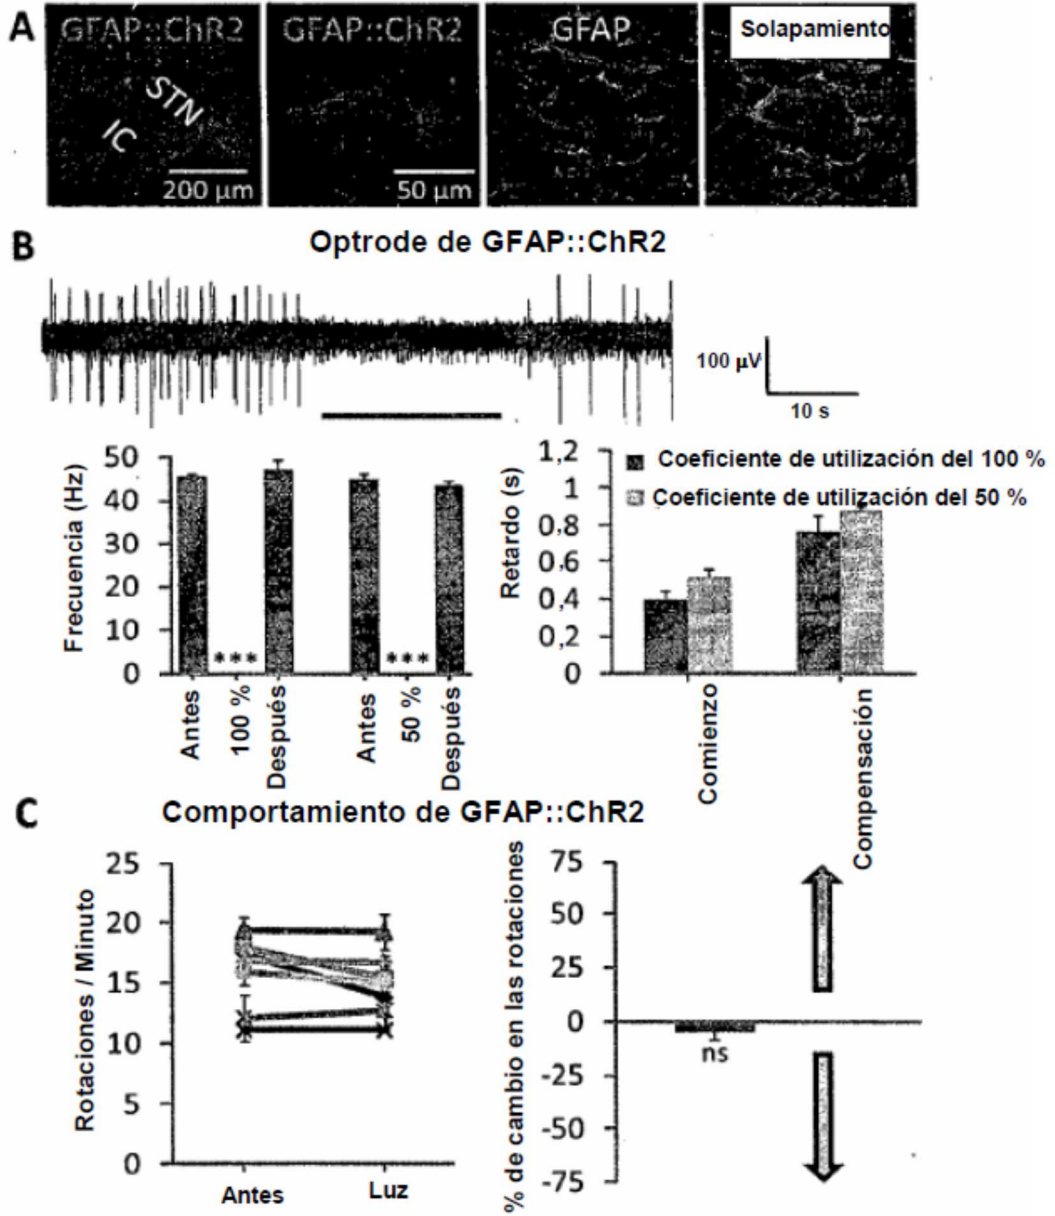 A
GFAP::ChR2
STN
IC
200 µm
GFAP::ChR2
50 µm
GFAP
Solapamiento
B
Optrode de GFAP::ChR2
100 µV
10 s
Frecuencia (Hz)
50
40
30
20
10
0
***
***
Antes
100 %
Después
Antes
50 %
Después
Retardo (s)
1,2
1
0,8
0,6
0,4
0,2
0
Coeficiente de utilización del 100 %
Coeficiente de utilización del 50 %
Comienzo
Compensación
C
Comportamiento de GFAP::ChR2
Rotaciones / Minuto
25
20
15
10
5
0
Antes
Luz
% de cambio en las rotaciones
75
50
25
0
-25
-50
-75
ns